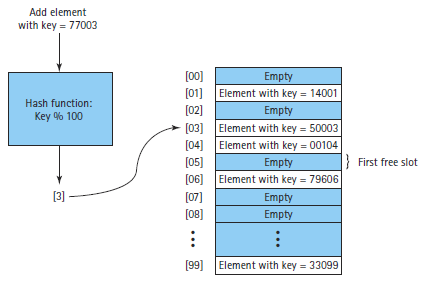 Add element
with key = 77003
Hash function:
Key % 100
[3]
[00] Empty
[01] Element with key = 14001
[02] Empty
[03] Element with key = 50003
[04] Element with key = 00104
[05] Empty First free slot
[06] Element with key = 79606
[07] Empty
[08] Empty
[99] Element with key = 33099